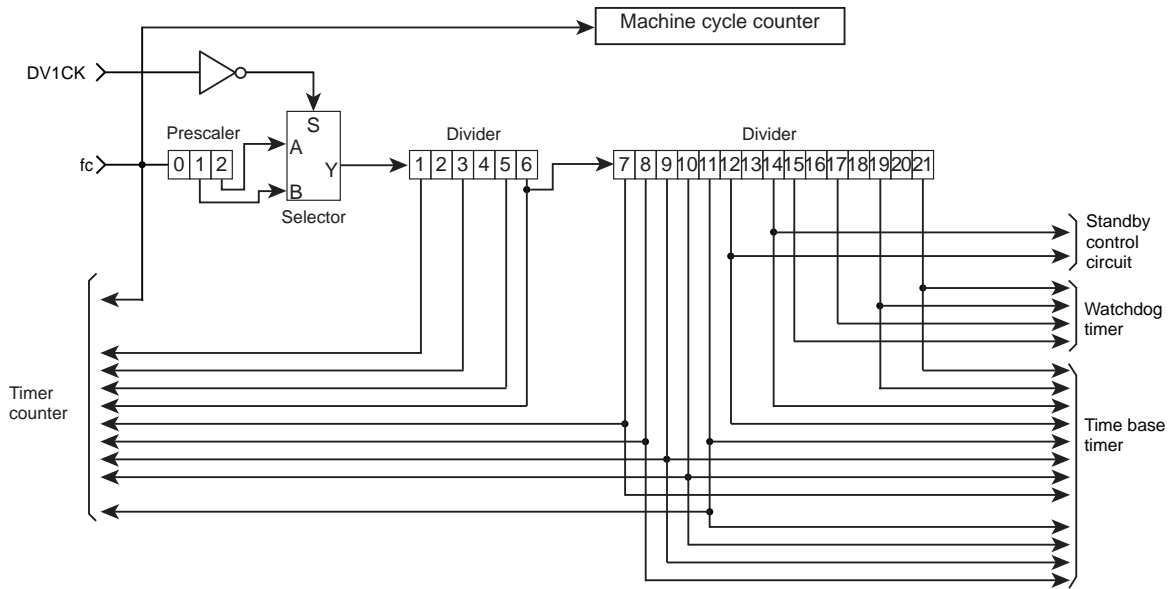 Machine cycle counter
DV1CK
S
Prescaler
Divider
Divider
fc
0 1 2
A
Y
B
1 2 3 4 5 6
7 8 9 10 11 12 13 14 15 16 17 18 19 20 21
Selector
Standby
control
circuit
Watchdog
timer
Timer
counter
Time base
timer